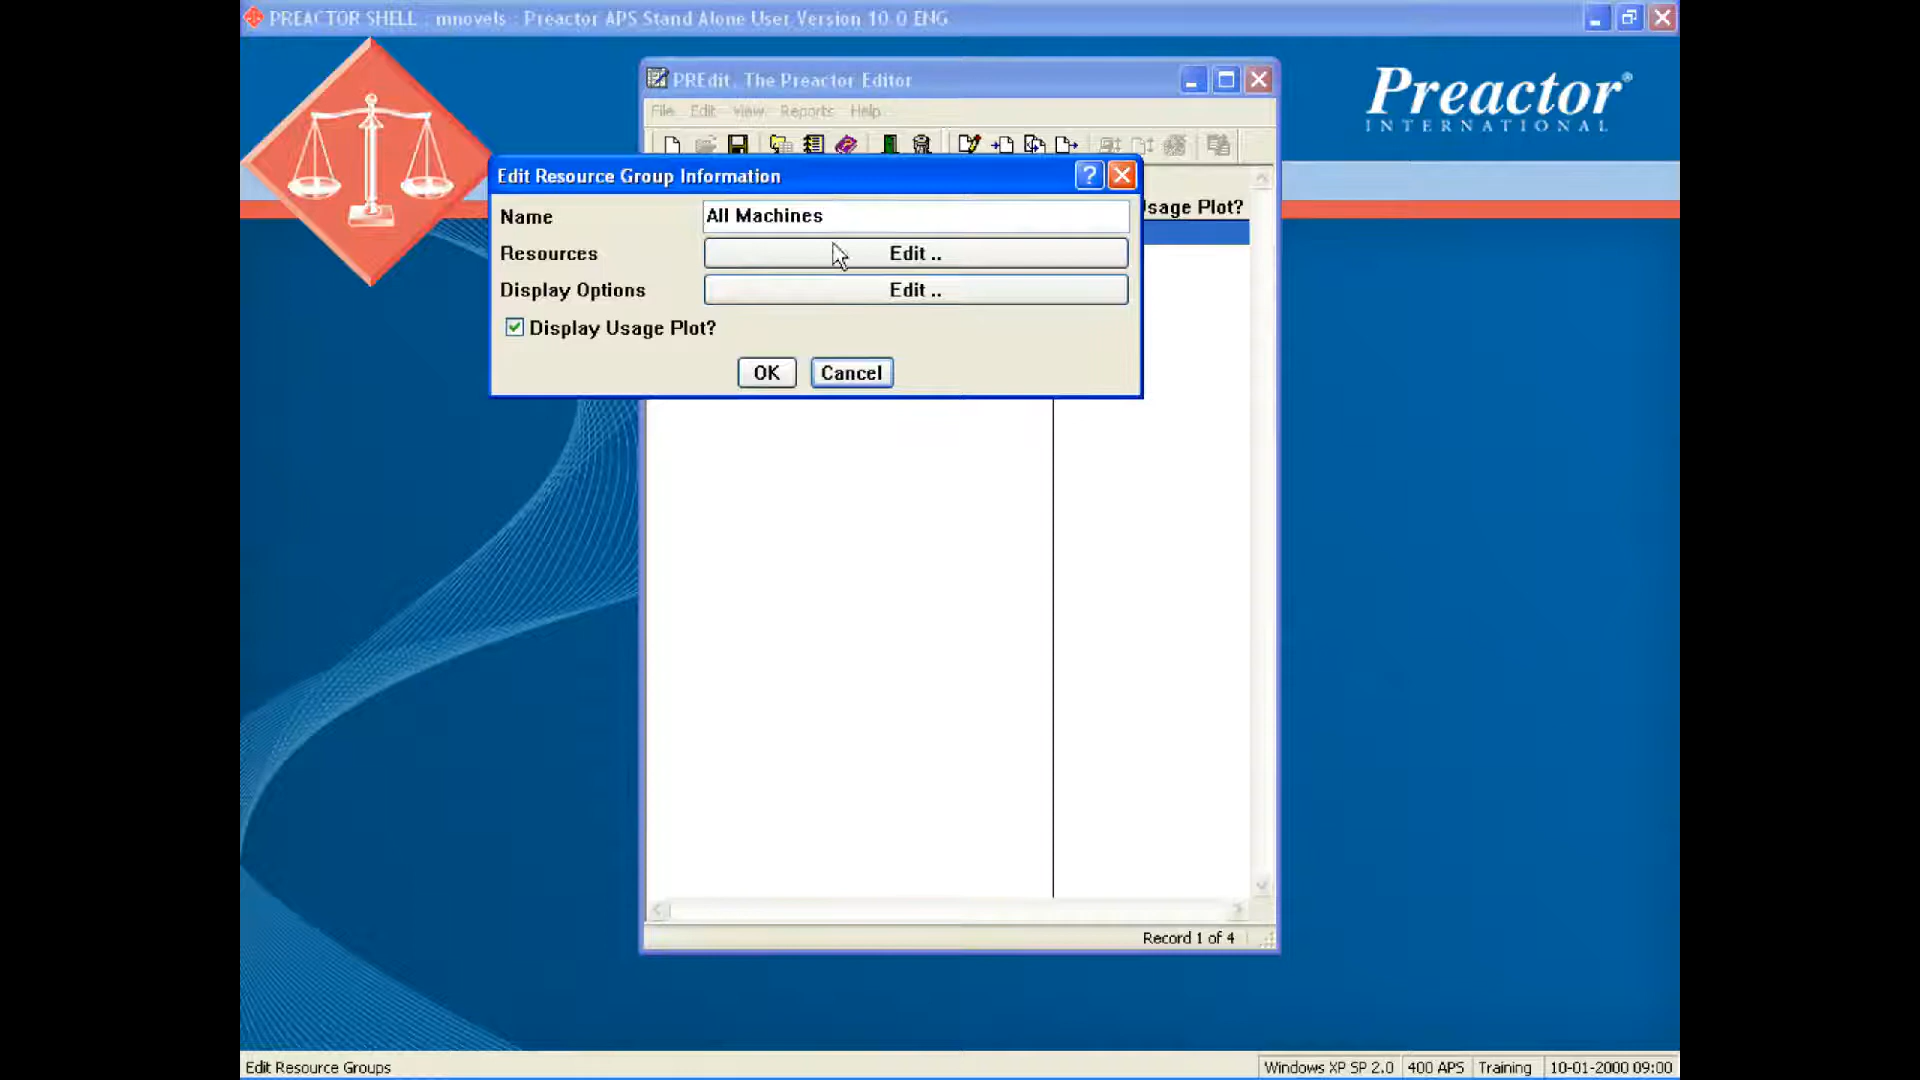 PREACTOR SHELL : mnovels : Preactor APS Stand Alone User Version 10.0 ENG
Preactor®
INTERNATIONAL
PREdit. The Preactor Editor
File Edit View Reports Help
Edit Resource Group Information
Name All Machines
sage Plot?
Resources Edit ..
Display Options Edit ..
Display Usage Plot?
OK Cancel
Record 1 of 4
Edit Resource Groups Windows XP SP 2.0 400 APS Training 10-01-2000 09:00